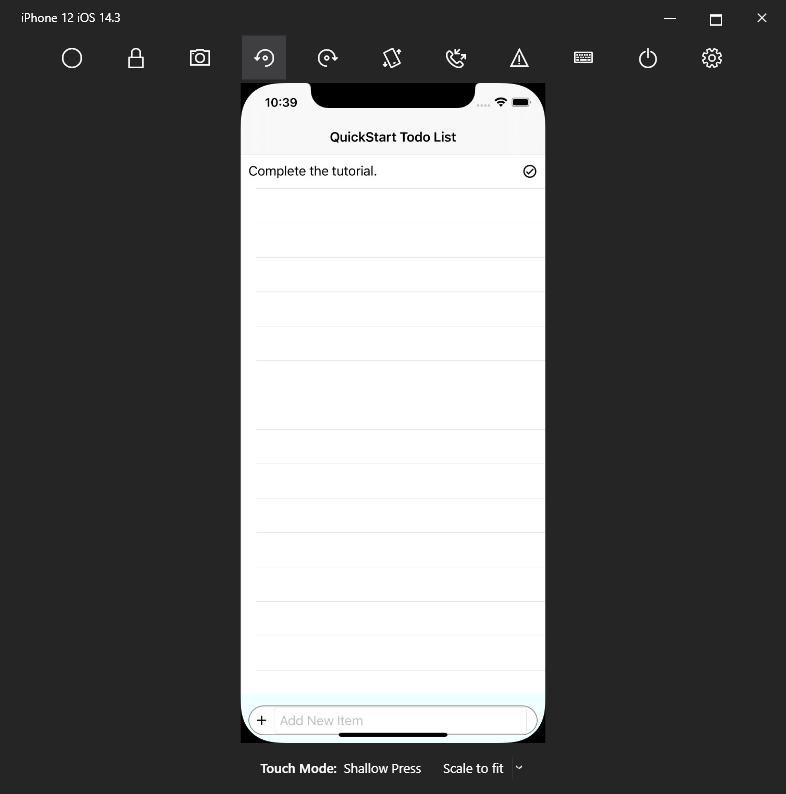 iPhone 12 iOS 14.3
10:39
QuickStart Todo List
Complete the tutorial.
+ Add New Item
Touch Mode: Shallow Press Scale to fit